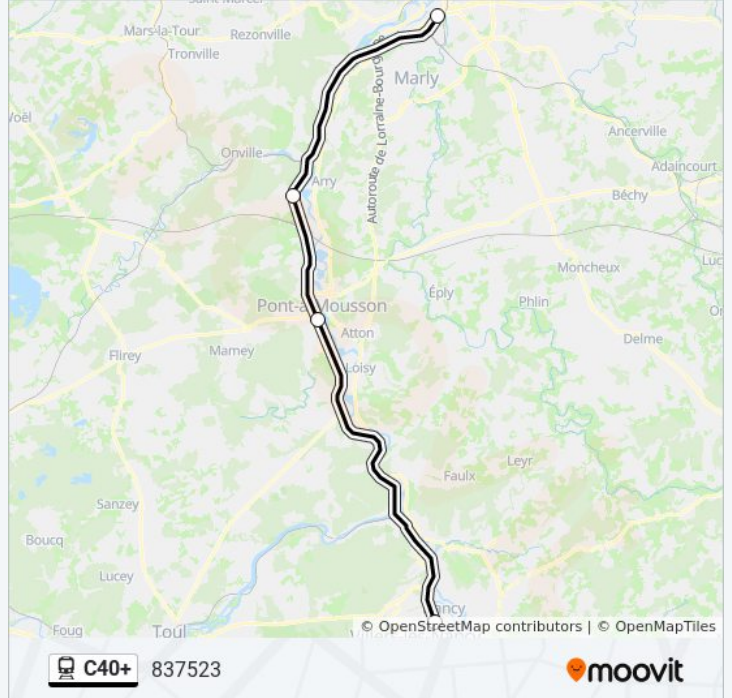 Mars-la-Tour
Rezonville
Tronville
Marly
Autoroute de Lorraine-Bourgogne
Ancerville
Onville
Adaincourt
Arry
Béchy
Moncheux
Éply
Phlin
Pont-à-Mousson
Atton
Delme
Flirey
Mamey
Loisy
Leyr
Faulx
Sanzey
Boucq
Lucey
Foug
Toul
© OpenStreetMap contributors | © OpenMapTiles
C40+ 837523 moovit